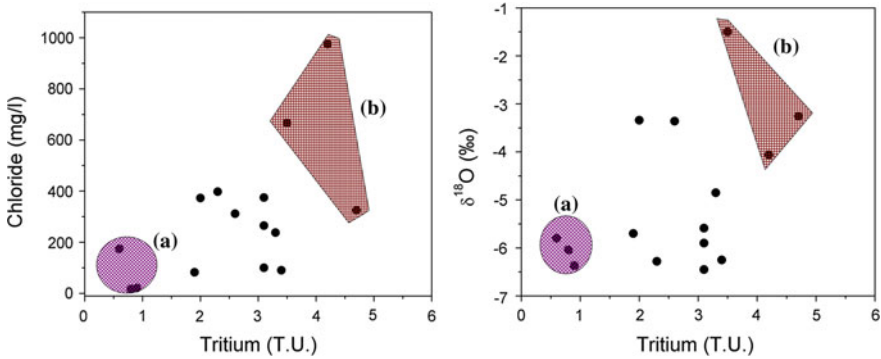 1000
800
600
400
200
0
Chloride (mg/l)
(a)
(b)
0 1 2 3 4 5 6
Tritium (T.U.)
-1
-2
-3
-4
-5
-6
-7
δ¹⁸O (‰)
(a)
(b)
0 1 2 3 4 5 6
Tritium (T.U.)